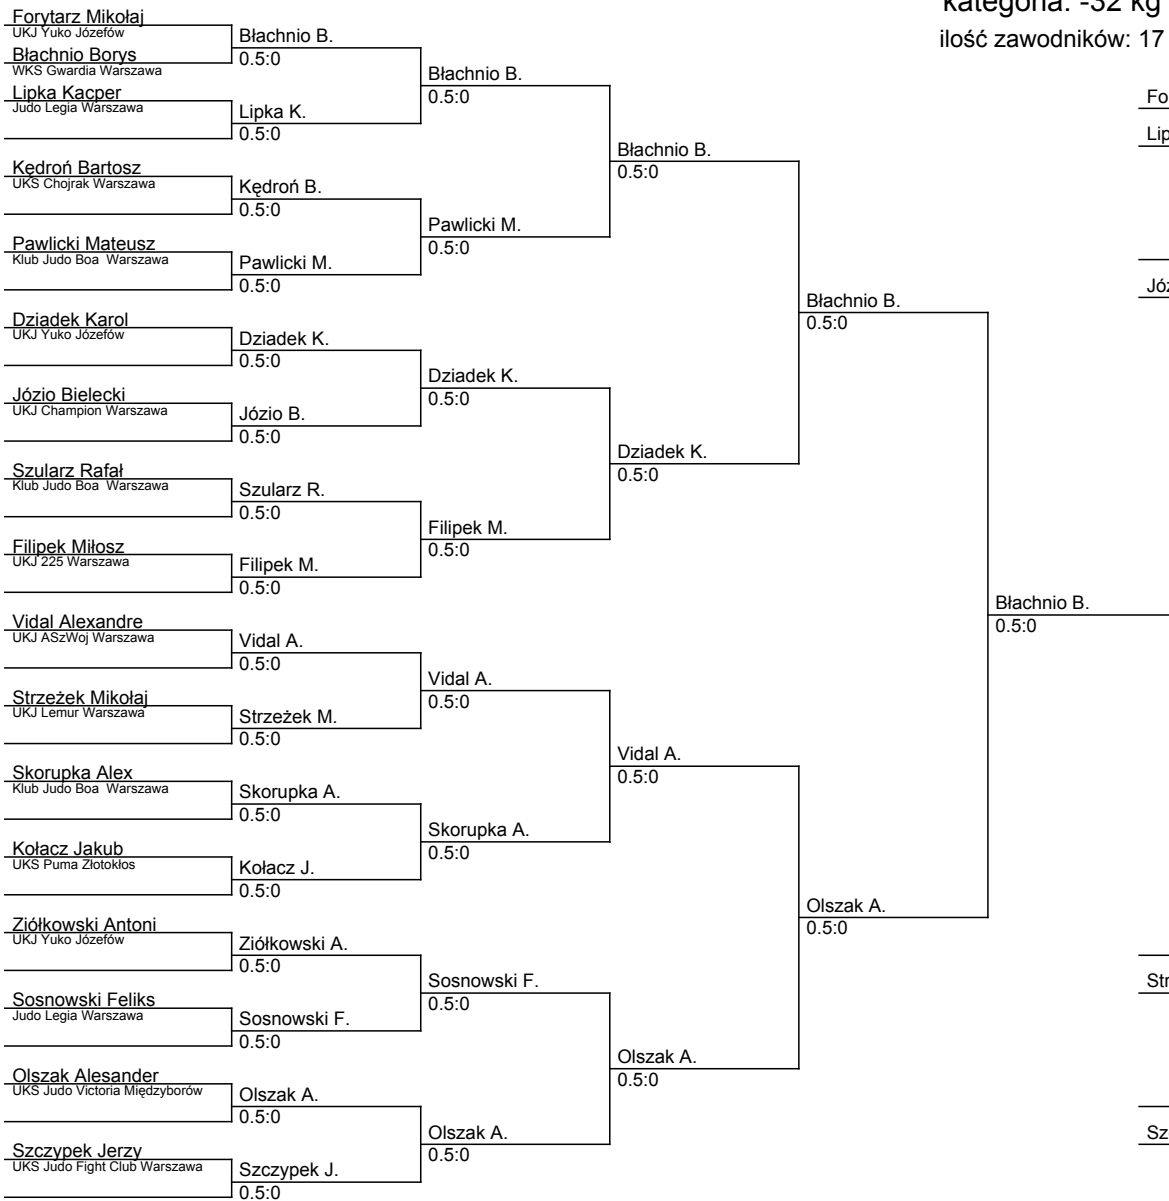 kategoria: -32 kg
ilość zawodników: 17
Forytarz Mikołaj
UKJ Yuko Józefów
Błachnio Borys
WKS Gwardia Warszawa
Lipka Kacper
Judo Legia Warszawa
Kędroń Bartosz
UKS Chojrak Warszawa
Pawlicki Mateusz
Klub Judo Boa  Warszawa
Dziadek Karol
UKJ Yuko Józefów
Józio Bielecki
UKJ Champion Warszawa
Szularz Rafał
Klub Judo Boa  Warszawa
Filipek Miłosz
UKJ 225 Warszawa
Vidal Alexandre
UKJ ASzWoj Warszawa
Strzeżek Mikołaj
UKJ Lemur Warszawa
Skorupka Alex
Klub Judo Boa  Warszawa
Kołacz Jakub
UKS Puma Złotokłos
Ziółkowski Antoni
UKJ Yuko Józefów
Sosnowski Feliks
Judo Legia Warszawa
Olszak Alesander
UKS Judo Victoria Międzyborów
Szczypek Jerzy
UKS Judo Fight Club Warszawa
Błachnio B.
0.5:0
Lipka K.
0.5:0
Kędroń B.
0.5:0
Pawlicki M.
0.5:0
Dziadek K.
0.5:0
Józio B.
0.5:0
Szularz R.
0.5:0
Filipek M.
0.5:0
Vidal A.
0.5:0
Strzeżek M.
0.5:0
Skorupka A.
0.5:0
Kołacz J.
0.5:0
Ziółkowski A.
0.5:0
Sosnowski F.
0.5:0
Olszak A.
0.5:0
Szczypek J.
0.5:0
Błachnio B.
0.5:0
Pawlicki M.
0.5:0
Dziadek K.
0.5:0
Filipek M.
0.5:0
Vidal A.
0.5:0
Skorupka A.
0.5:0
Sosnowski F.
0.5:0
Olszak A.
0.5:0
Błachnio B.
0.5:0
Dziadek K.
0.5:0
Vidal A.
0.5:0
Olszak A.
0.5:0
Błachnio B.
0.5:0
Olszak A.
0.5:0
Błachnio B.
0.5:0
Fo
Lip
Józ
Str
Sz